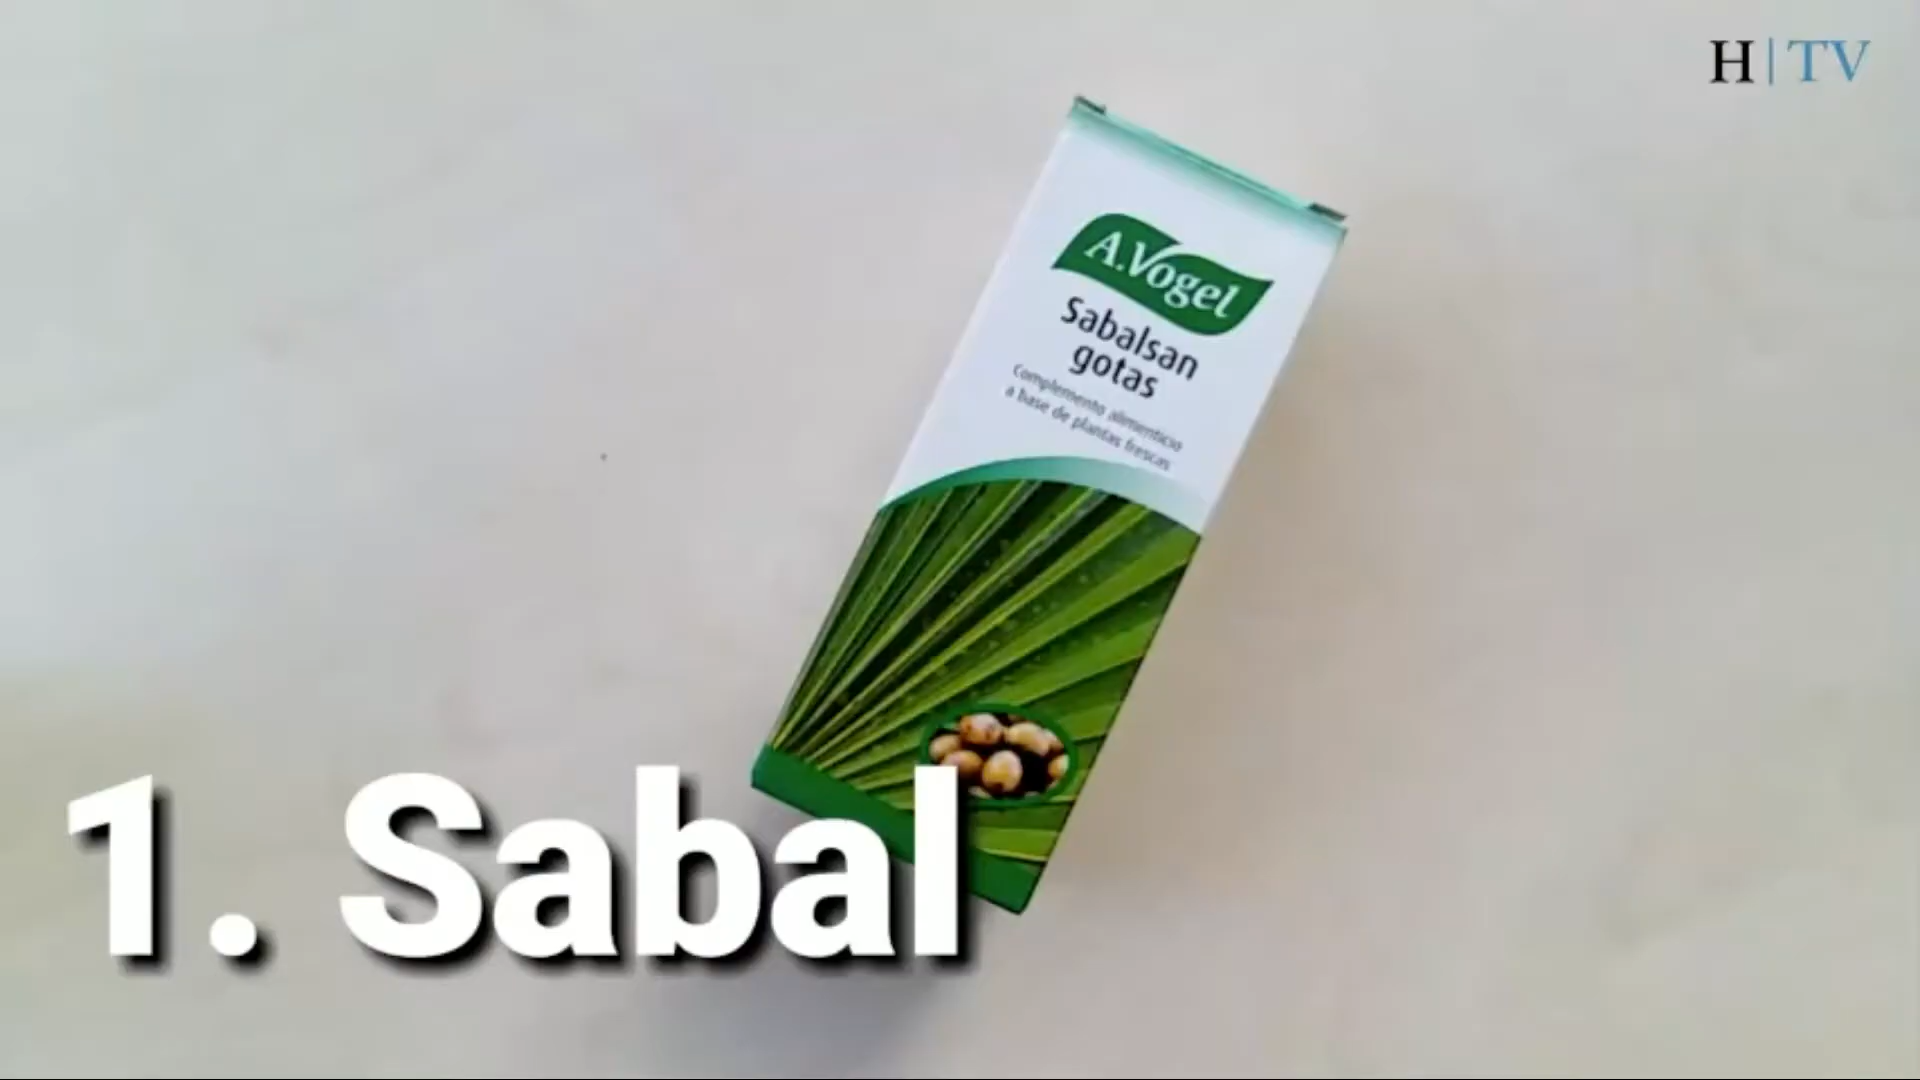 H|TV
A.Vogel
Sabalsan
gotas
Complemento alimenticio
a base de plantas frescas
1. Sabal